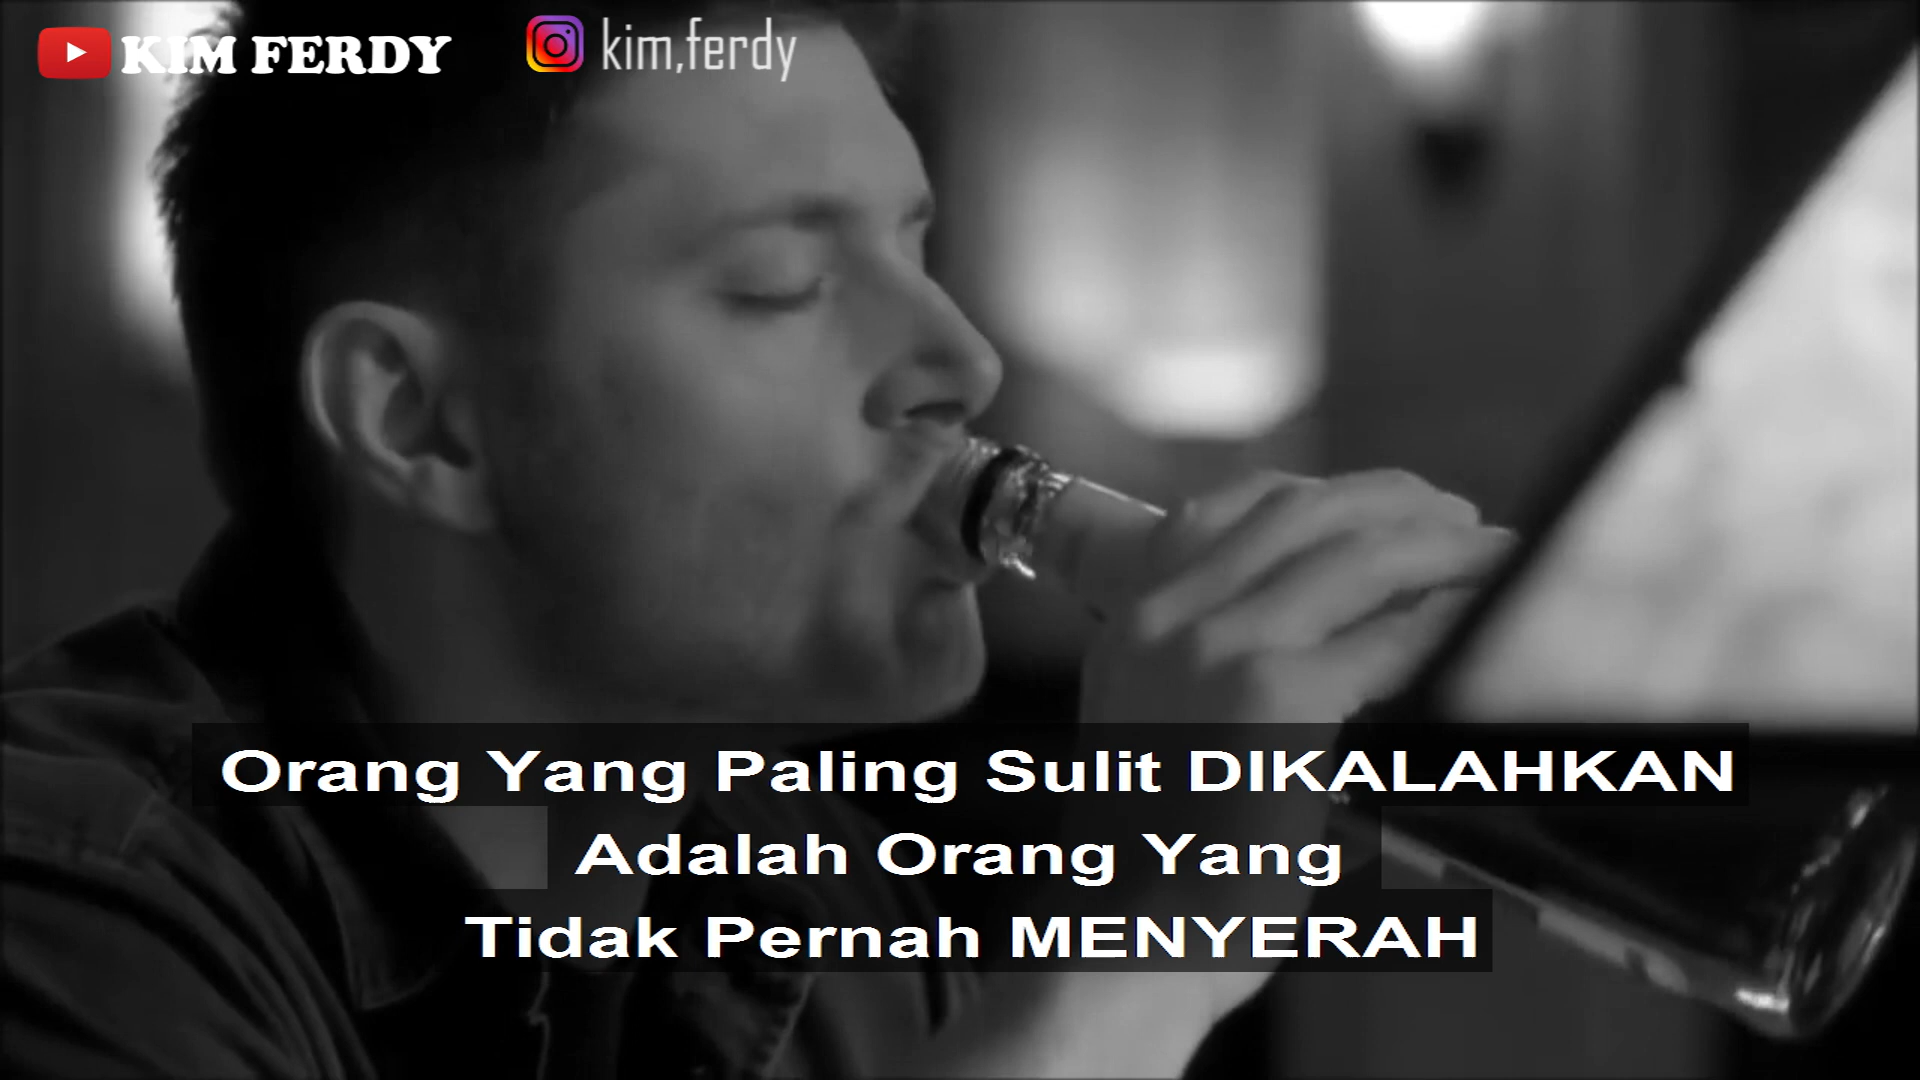 KIM FERDY
kim,ferdy
Orang Yang Paling Sulit DIKALAHKAN
Adalah Orang Yang
Tidak Pernah MENYERAH